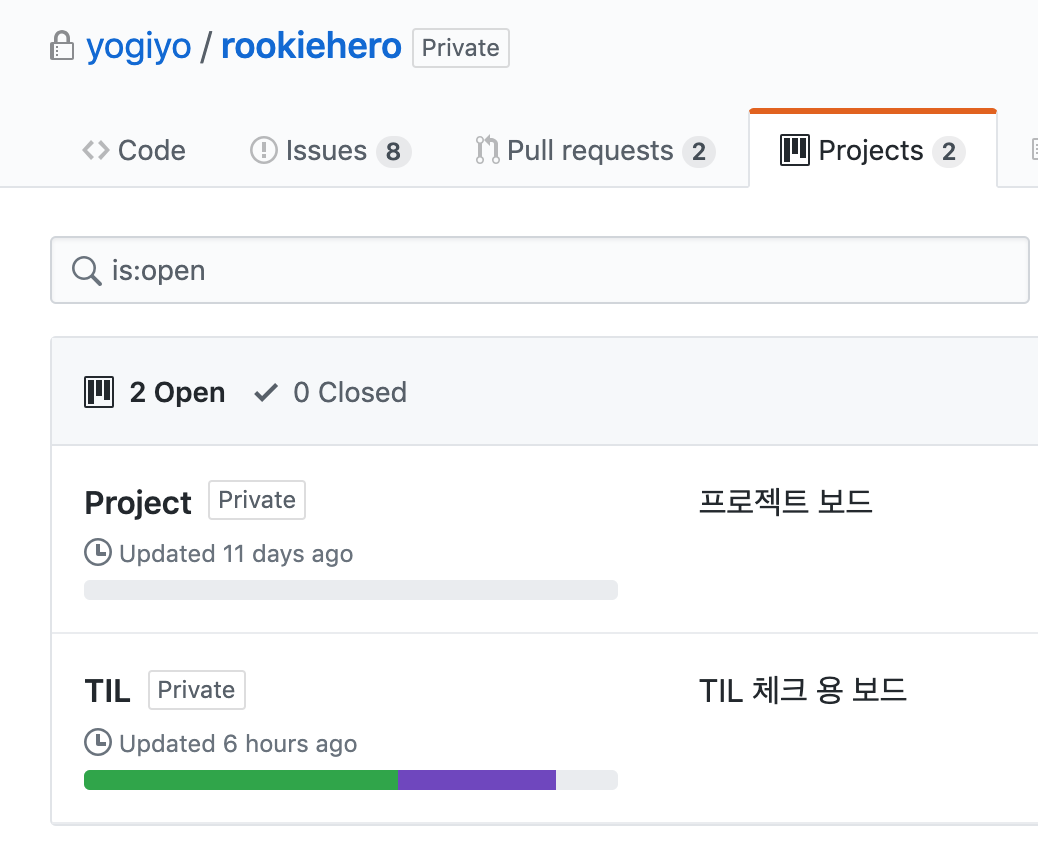 yogiyo / rookiehero Private
Code Issues 8 Pull requests 2 Projects 2
is:open
2 Open 0 Closed
Project Private 프로젝트 보드
Updated 11 days ago
TIL Private TIL 체크 용 보드
Updated 6 hours ago